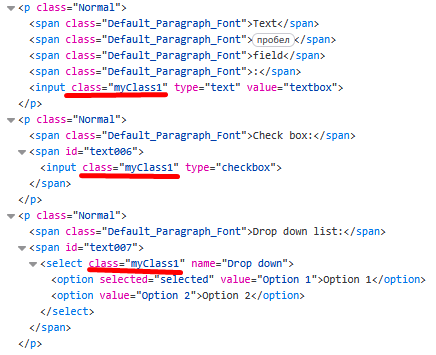 <p class="Normal">
<span class="Default_Paragraph_Font">Text</span>
<span class="Default_Paragraph_Font">пробел</span>
<span class="Default_Paragraph_Font">field</span>
<span class="Default_Paragraph_Font">:</span>
<input class="myClass1" type="text" value="textbox">
</p>
<p class="Normal">
<span class="Default_Paragraph_Font">Check box:</span>
<span id="text006">
<input class="myClass1" type="checkbox">
</span>
</p>
<p class="Normal">
<span class="Default_Paragraph_Font">Drop down list:</span>
<span id="text007">
<select class="myClass1" name="Drop down">
<option selected="selected" value="Option 1">Option 1</option>
<option value="Option 2">Option 2</option>
</select>
</span>
</p>